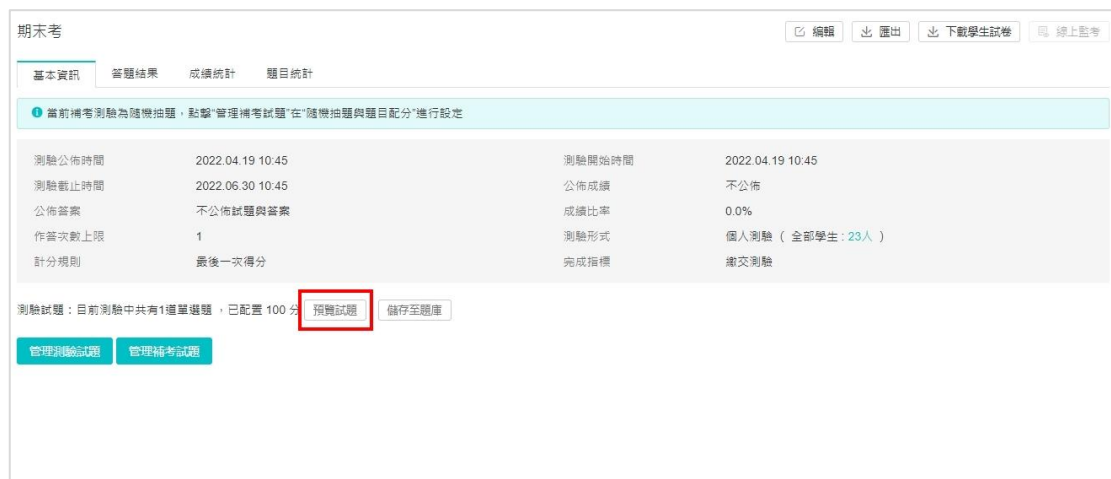 期末考 編輯 匯出 下載學生試卷 線上監考
基本資訊 答題結果 成績統計 題目統計
當前補考測驗為隨機抽題，點擊"管理補考試題"在"隨機抽題與題目配分"進行設定
測驗公佈時間 2022.04.19 10:45 測驗開始時間 2022.04.19 10:45
測驗截止時間 2022.06.30 10:45 公佈成績 不公佈
公佈答案 不公佈試題與答案 成績比率 0.0%
作答次數上限 1 測驗形式 個人測驗 ( 全部學生 : 23人 )
計分規則 最後一次得分 完成指標 繳交測驗
測驗試題：目前測驗中共有1道單選題 ，已配置 100 分 預覽試題 儲存至題庫
管理測驗試題 管理補考試題